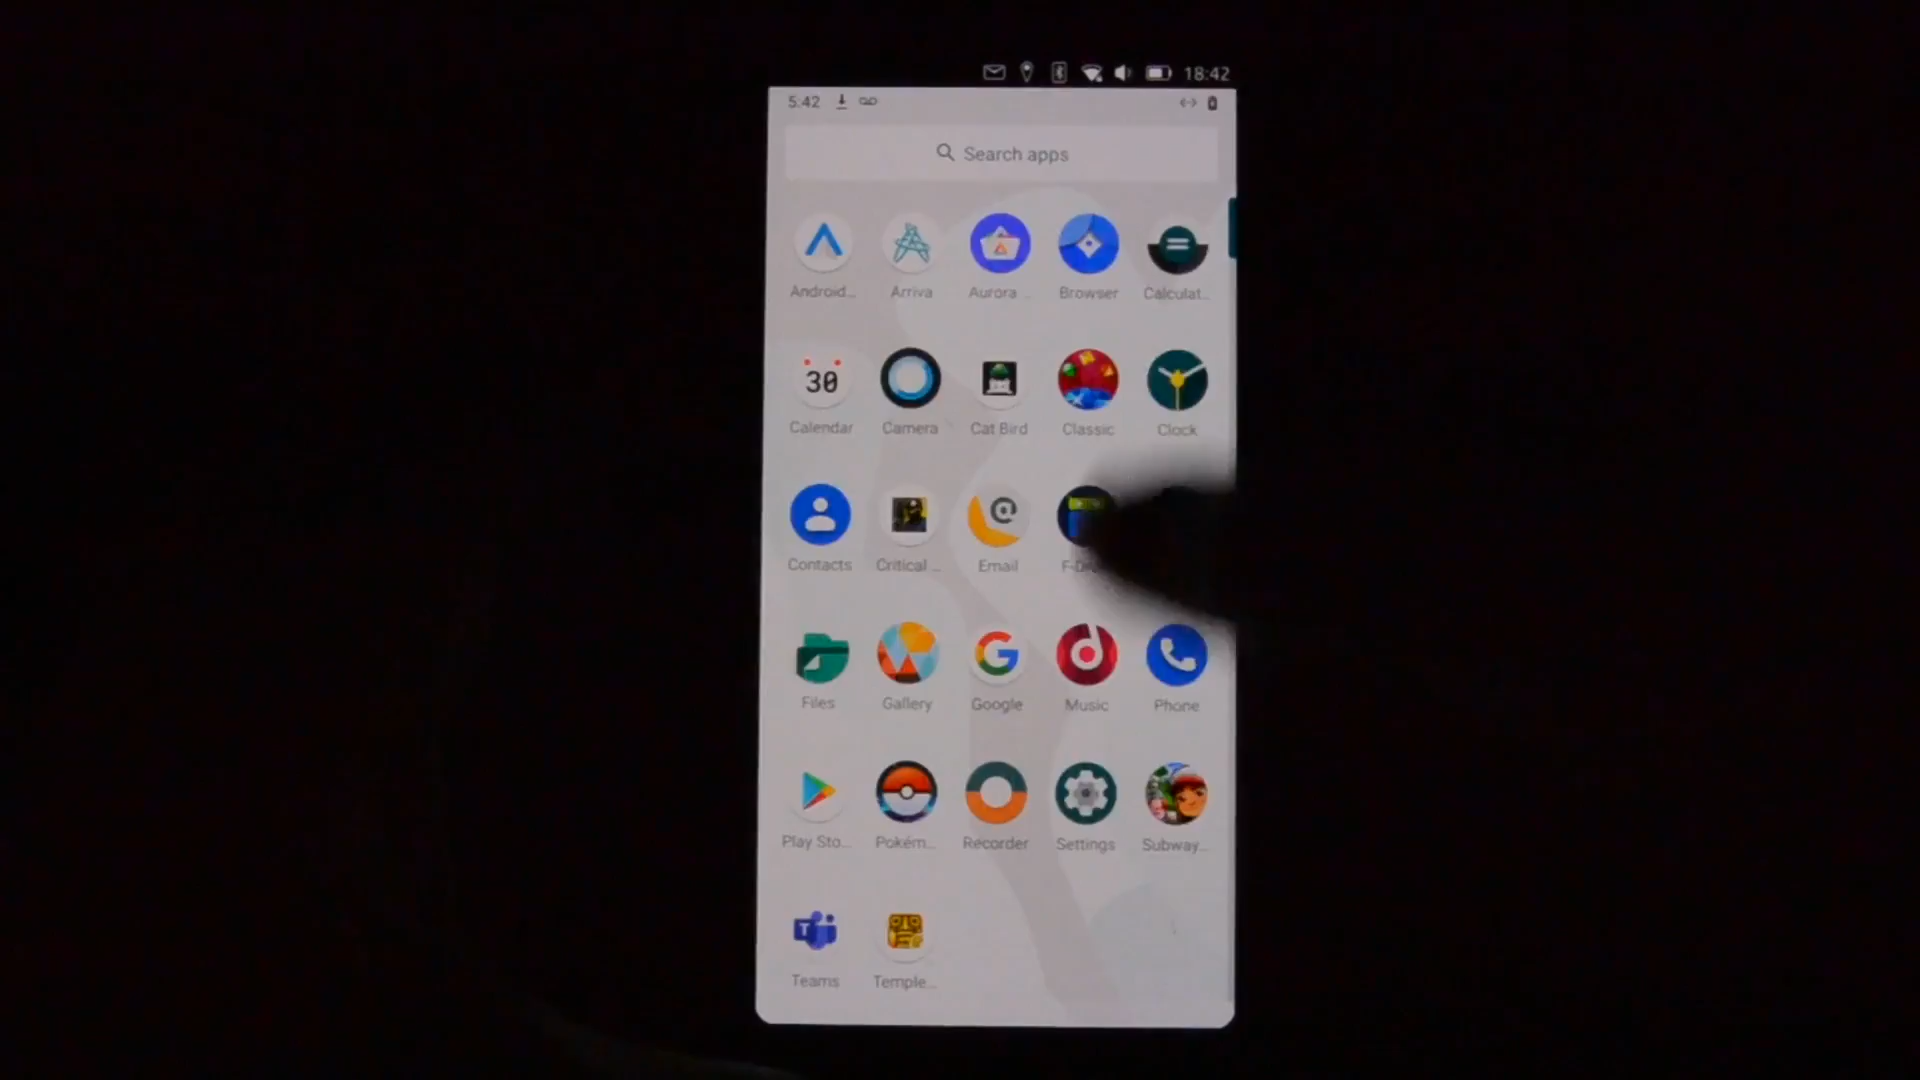 18:42
5:42
Search apps
Android... Arriva Aurora ... Browser Calculat...
30
Calendar Camera Cat Bird Classic Clock
@
Contacts Critical ... Email
Files Gallery Google Music Phone
G
Play Sto... Pokém... Recorder Settings Subway...
T
Teams Temple...